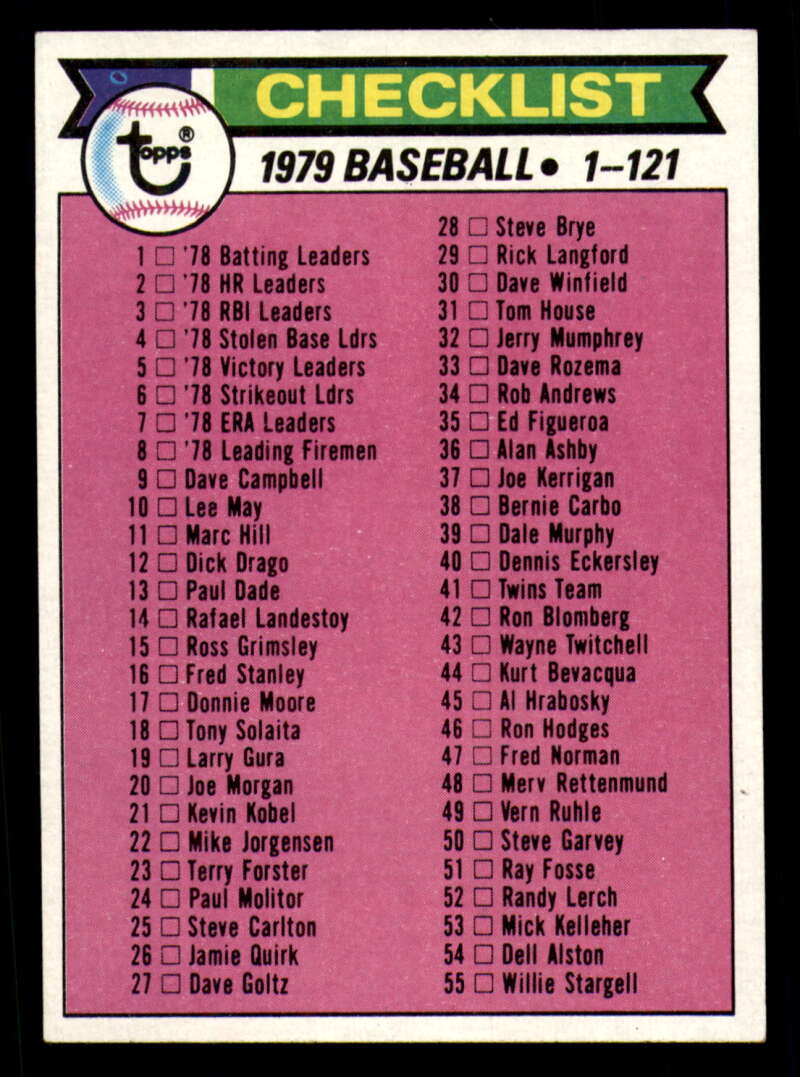 CHECKLIST
topps®
1979 BASEBALL • 1–121
1 □ '78 Batting Leaders
2 □ '78 HR Leaders
3 □ '78 RBI Leaders
4 □ '78 Stolen Base Ldrs
5 □ '78 Victory Leaders
6 □ '78 Strikeout Ldrs
7 □ '78 ERA Leaders
8 □ '78 Leading Firemen
9 □ Dave Campbell
10 □ Lee May
11 □ Marc Hill
12 □ Dick Drago
13 □ Paul Dade
14 □ Rafael Landestoy
15 □ Ross Grimsley
16 □ Fred Stanley
17 □ Donnie Moore
18 □ Tony Solaita
19 □ Larry Gura
20 □ Joe Morgan
21 □ Kevin Kobel
22 □ Mike Jorgensen
23 □ Terry Forster
24 □ Paul Molitor
25 □ Steve Carlton
26 □ Jamie Quirk
27 □ Dave Goltz
28 □ Steve Brye
29 □ Rick Langford
30 □ Dave Winfield
31 □ Tom House
32 □ Jerry Mumphrey
33 □ Dave Rozema
34 □ Rob Andrews
35 □ Ed Figueroa
36 □ Alan Ashby
37 □ Joe Kerrigan
38 □ Bernie Carbo
39 □ Dale Murphy
40 □ Dennis Eckersley
41 □ Twins Team
42 □ Ron Blomberg
43 □ Wayne Twitchell
44 □ Kurt Bevacqua
45 □ Al Hrabosky
46 □ Ron Hodges
47 □ Fred Norman
48 □ Merv Rettenmund
49 □ Vern Ruhle
50 □ Steve Garvey
51 □ Ray Fosse
52 □ Randy Lerch
53 □ Mick Kelleher
54 □ Dell Alston
55 □ Willie Stargell